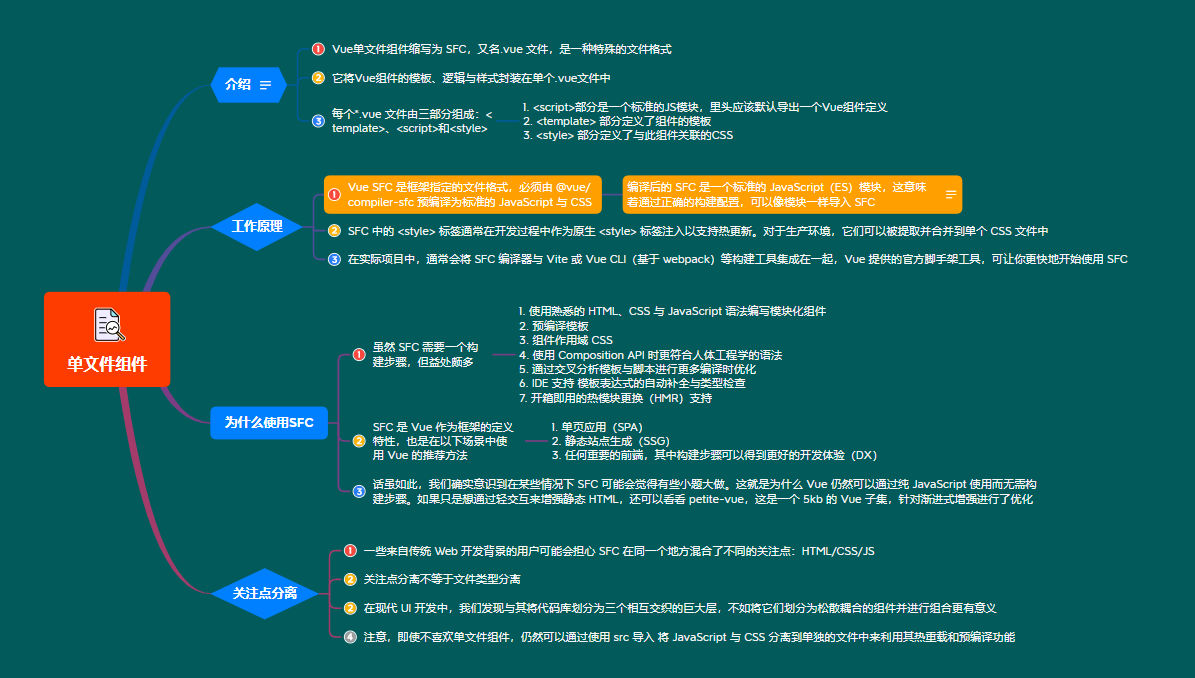 单文件组件
介绍
1 Vue单文件组件缩写为 SFC，又名.vue 文件，是一种特殊的文件格式
2 它将Vue组件的模板、逻辑与样式封装在单个.vue文件中
3 每个*.vue 文件由三部分组成：<
template>、<script>和<style>
1. <script>部分是一个标准的JS模块，里头应该默认导出一个Vue组件定义
2. <template> 部分定义了组件的模板
3. <style> 部分定义了与此组件关联的CSS
工作原理
1 Vue SFC 是框架指定的文件格式，必须由 @vue/
compiler-sfc 预编译为标准的 JavaScript 与 CSS
编译后的 SFC 是一个标准的 JavaScript（ES）模块，这意味
着通过正确的构建配置，可以像模块一样导入 SFC
2 SFC 中的 <style> 标签通常在开发过程中作为原生 <style> 标签注入以支持热更新。对于生产环境，它们可以被提取并合并到单个 CSS 文件中
3 在实际项目中，通常会将 SFC 编译器与 Vite 或 Vue CLI（基于 webpack）等构建工具集成在一起，Vue 提供的官方脚手架工具，可让你更快地开始使用 SFC
为什么使用SFC
1 虽然 SFC 需要一个构
建步骤，但益处颇多
1. 使用熟悉的 HTML、CSS 与 JavaScript 语法编写模块化组件
2. 预编译模板
3. 组件作用域 CSS
4. 使用 Composition API 时更符合人体工程学的语法
5. 通过交叉分析模板与脚本进行更多编译时优化
6. IDE 支持 模板表达式的自动补全与类型检查
7. 开箱即用的热模块更换（HMR）支持
2 SFC 是 Vue 作为框架的定义
特性，也是在以下场景中使
用 Vue 的推荐方法
1. 单页应用（SPA）
2. 静态站点生成（SSG）
3. 任何重要的前端，其中构建步骤可以得到更好的开发体验（DX）
3 话虽如此，我们确实意识到在某些情况下 SFC 可能会觉得有些小题大做。这就是为什么 Vue 仍然可以通过纯 JavaScript 使用而无需构
建步骤。如果只是想通过轻交互来增强静态 HTML，还可以看看 petite-vue，这是一个 5kb 的 Vue 子集，针对渐进式增强进行了优化
关注点分离
1 一些来自传统 Web 开发背景的用户可能会担心 SFC 在同一个地方混合了不同的关注点：HTML/CSS/JS
2 关注点分离不等于文件类型分离
2 在现代 UI 开发中，我们发现与其将代码库划分为三个相互交织的巨大层，不如将它们划分为松散耦合的组件并进行组合更有意义
4 注意，即使不喜欢单文件组件，仍然可以通过使用 src 导入 将 JavaScript 与 CSS 分离到单独的文件中来利用其热重载和预编译功能